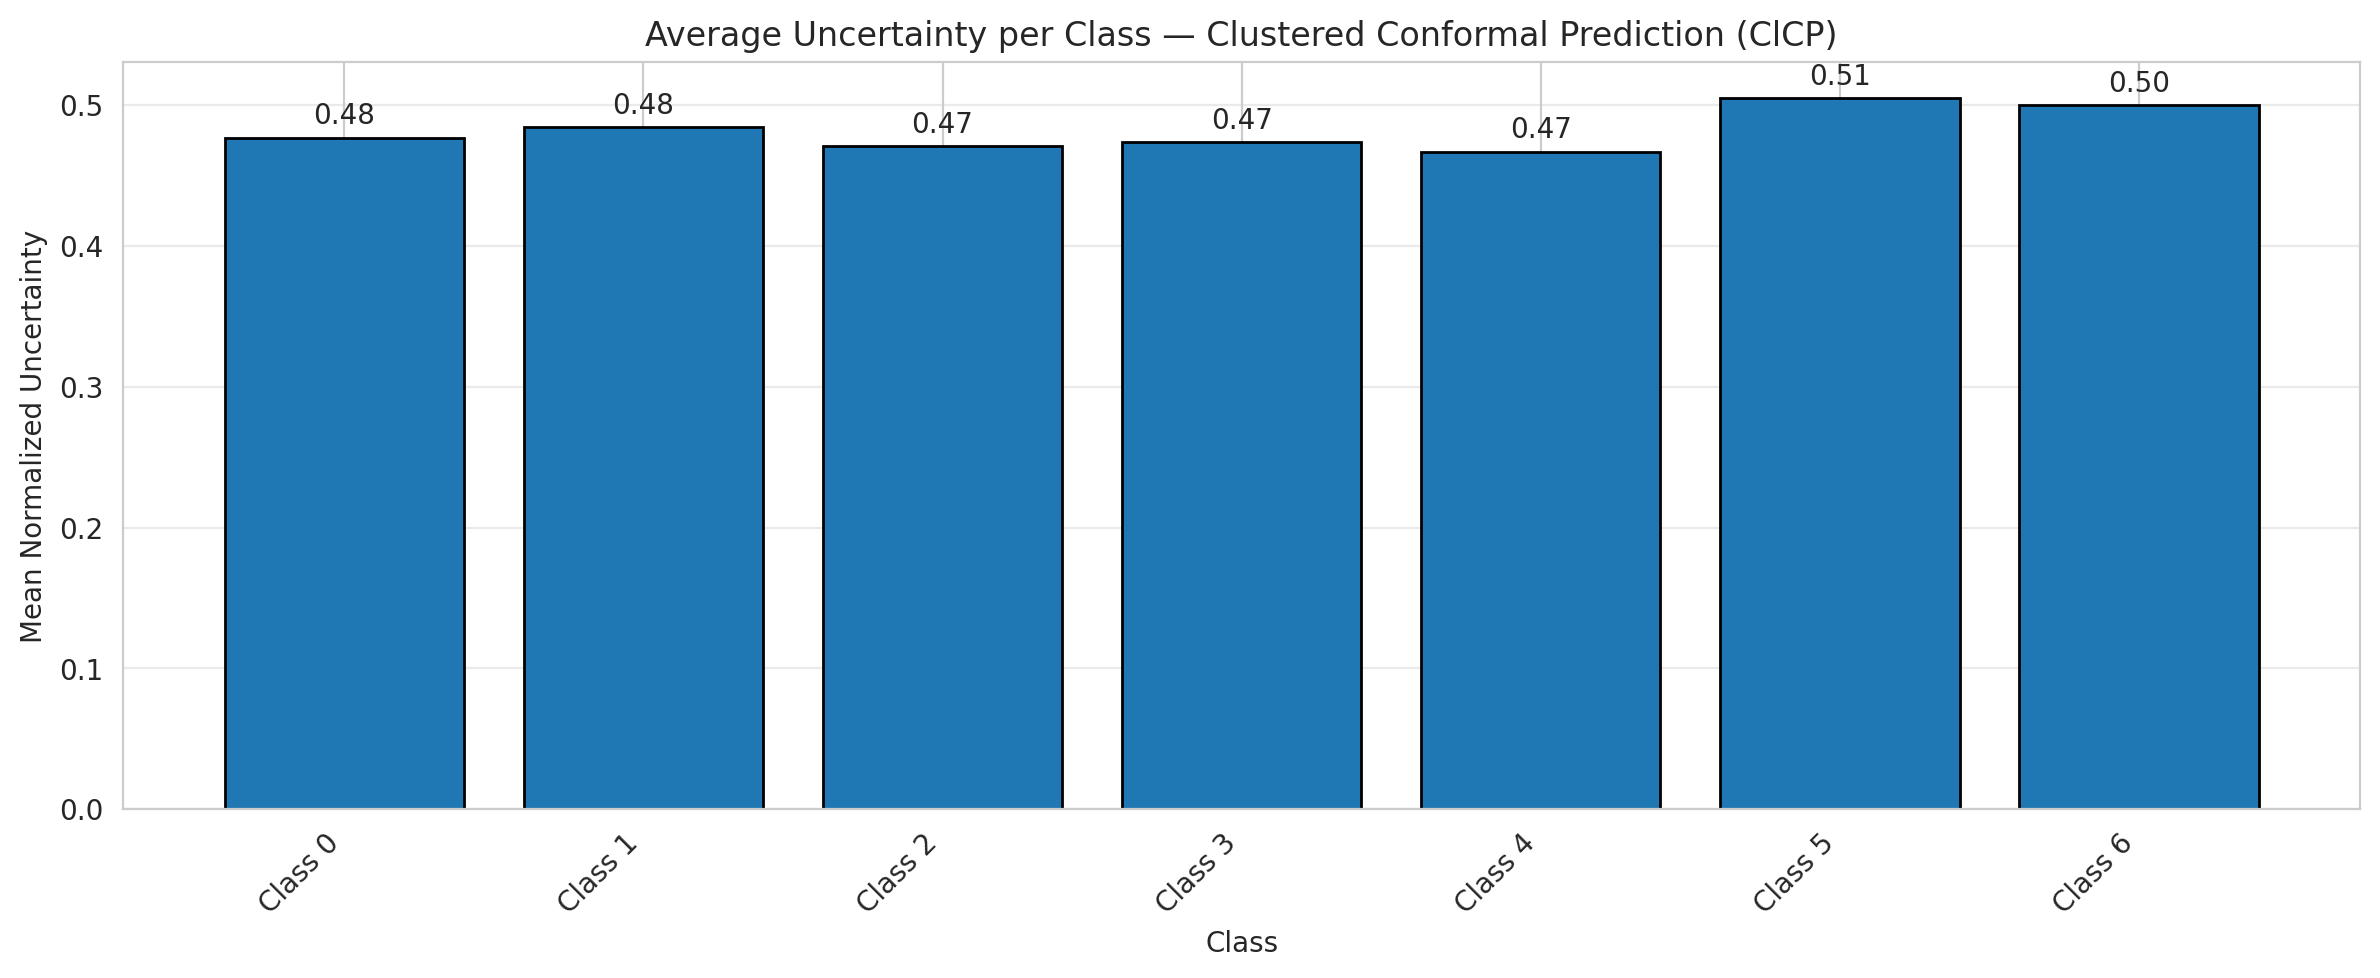 Average Uncertainty per Class — Clustered Conformal Prediction (ClCP)
Mean Normalized Uncertainty
0.5
0.4
0.3
0.2
0.1
0.0
0.48
0.48
0.47
0.47
0.47
0.51
0.50
Class 0
Class 1
Class 2
Class 3
Class 4
Class 5
Class 6
Class